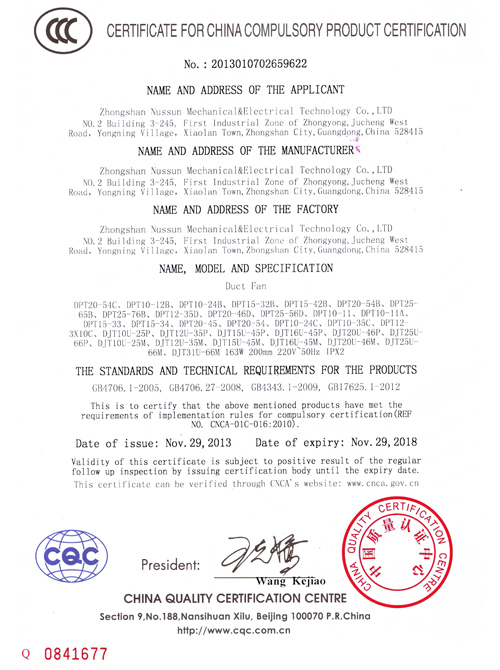 CCC
CERTIFICATE FOR CHINA COMPULSORY PRODUCT CERTIFICATION
No.: 2013010702659622
NAME AND ADDRESS OF THE APPLICANT
Zhongshan Nussun Mechanical&Electrical Technology Co.,LTD
NO.2 Building 3-245, First Industrial Zone of Zhongyong,Jucheng West
Road, Yongning Village, Xiaolan Town,Zhongshan City,Guangdong,China 528415
NAME AND ADDRESS OF THE MANUFACTURER
Zhongshan Nussun Mechanical&Electrical Technology Co.,LTD
NO.2 Building 3-245, First Industrial Zone of Zhongyong,Jucheng West
Road, Yongning Village, Xiaolan Town,Zhongshan City,Guangdong,China 528415
NAME AND ADDRESS OF THE FACTORY
Zhongshan Nussun Mechanical&Electrical Technology Co.,LTD
NO.2 Building 3-245, First Industrial Zone of Zhongyong,Jucheng West
Road, Yongning Village, Xiaolan Town,Zhongshan City,Guangdong,China 528415
NAME, MODEL AND SPECIFICATION
Duct Fan
DPT20-54C, DPT10-12B, DPT10-24B, DPT15-32B, DPT15-42B, DPT20-54B, DPT25-
65B, DPT25-76B, DPT12-35D, DPT20-46D, DPT25-56D, DPT10-11, DPT10-11A,
DPT15-33, DPT15-34, DPT20-45, DPT20-54, DPT10-24C, DPT10-35C, DPT12-
3X10C, DJT10U-25P, DJT12U-35P, DJT15U-45P, DJT16U-45P, DJT20U-46P, DJT25U-
66P, DJT10U-25M, DJT12U-35M, DJT15U-45M, DJT16U-45M, DJT20U-46M, DJT25U-
66M, DJT31U-66M 163W 200mm 220V~50Hz IPX2
THE STANDARDS AND TECHNICAL REQUIREMENTS FOR THE PRODUCTS
GB4706.1-2005, GB4706.27-2008, GB4343.1-2009, GB17625.1-2012
This is to certify that the above mentioned products have met the
requirements of implementation rules for compulsory certification(REF
NO. CNCA-01C-016:2010).
Date of issue: Nov.29,2013 Date of expiry: Nov.29,2018
Validity of this certificate is subject to positive result of the regular
follow up inspection by issuing certification body until the expiry date.
This certificate can be verified through CNCA's website: www.cnca.gov.cn
CQC
President:
Wang Kejiao
CHINA QUALITY CERTIFICATION CENTRE
中国质量认证中心
CHINA QUALITY CERTIFICATION CENTRE
Section 9,No.188,Nansihuan Xilu, Beijing 100070 P.R.China
http://www.cqc.com.cn
Q 0841677